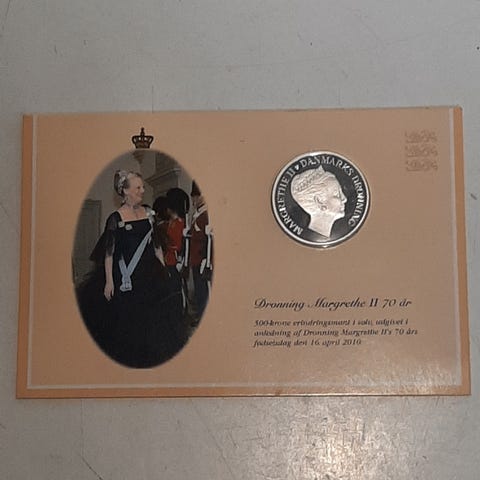 MARGRETHE II ♥ DANMARKS DRONNING
Dronning Margrethe II 70 år
500-krone erindringsmønt i sølv, udgivet i
anledning af Dronning Margrethe II's 70 års
fødselsdag den 16. april 2010.